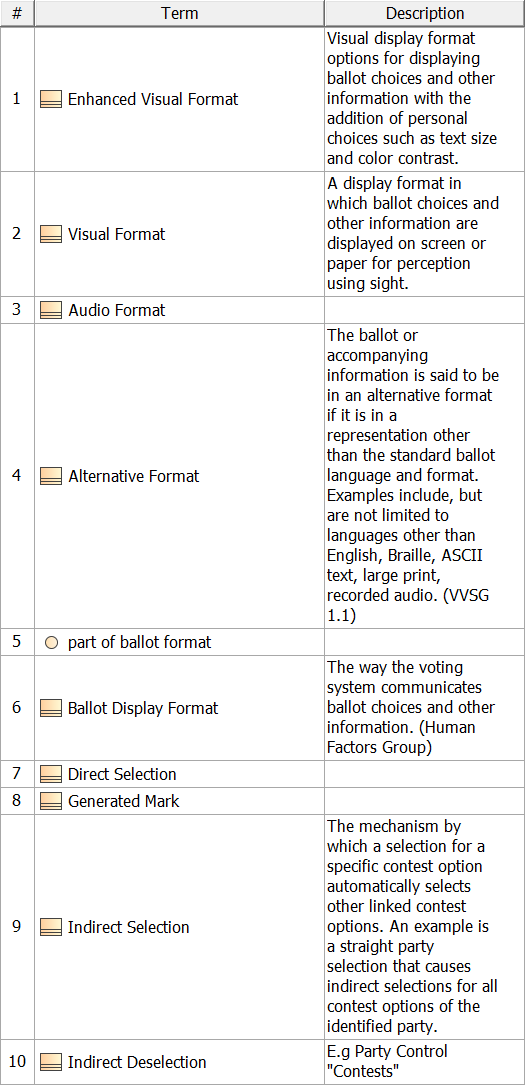 # Term Description
1 Enhanced Visual Format
Visual display format
options for displaying
ballot choices and other
information with the
addition of personal
choices such as text size
and color contrast.
2 Visual Format
A display format in
which ballot choices and
other information are
displayed on screen or
paper for perception
using sight.
3 Audio Format
4 Alternative Format
The ballot or
accompanying
information is said to be
in an alternative format
if it is in a
representation other
than the standard ballot
language and format.
Examples include, but
are not limited to
languages other than
English, Braille, ASCII
text, large print,
recorded audio. (VVSG
1.1)
5 part of ballot format
6 Ballot Display Format
The way the voting
system communicates
ballot choices and other
information. (Human
Factors Group)
7 Direct Selection
8 Generated Mark
9 Indirect Selection
The mechanism by
which a selection for a
specific contest option
automatically selects
other linked contest
options. An example is
a straight party
selection that causes
indirect selections for all
contest options of the
identified party.
10 Indirect Deselection
E.g Party Control
"Contests"